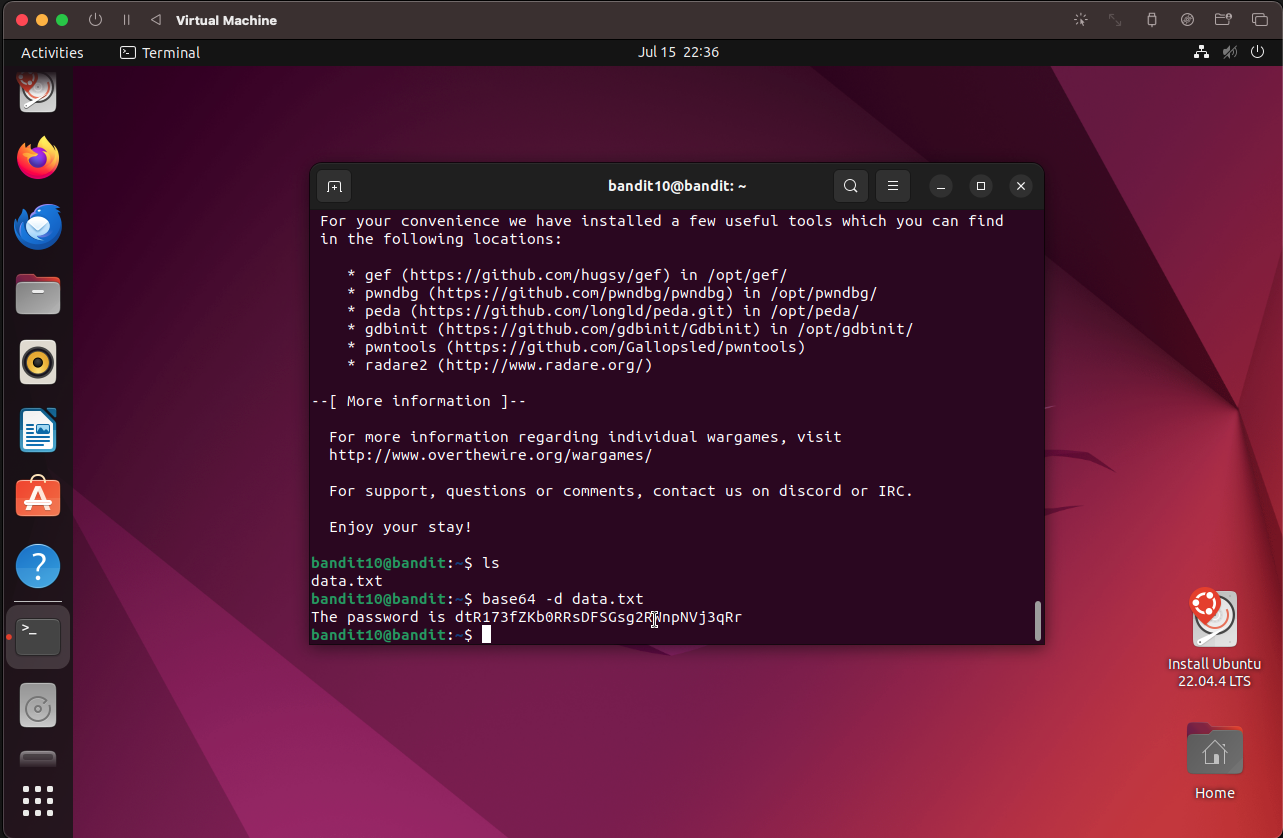 Virtual Machine
Activities
Terminal
Jul 15 22:36
bandit10@bandit: ~
For your convenience we have installed a few useful tools which you can find
in the following locations:
* gef (https://github.com/hugsy/gef) in /opt/gef/
* pwndbg (https://github.com/pwndbg/pwndbg) in /opt/pwndbg/
* peda (https://github.com/longld/peda.git) in /opt/peda/
* gdbinit (https://github.com/gdbinit/Gdbinit) in /opt/gdbinit/
* pwntools (https://github.com/Gallopsled/pwntools)
* radare2 (http://www.radare.org/)
--[ More information ]--
For more information regarding individual wargames, visit
http://www.overthewire.org/wargames/
For support, questions or comments, contact us on discord or IRC.
Enjoy your stay!
bandit10@bandit:~$ ls
data.txt
bandit10@bandit:~$ base64 -d data.txt
The password is dtR173fZKb0RRsDFSGsg2RWnpNVj3qRr
bandit10@bandit:~$
Install Ubuntu
22.04.4 LTS
Home